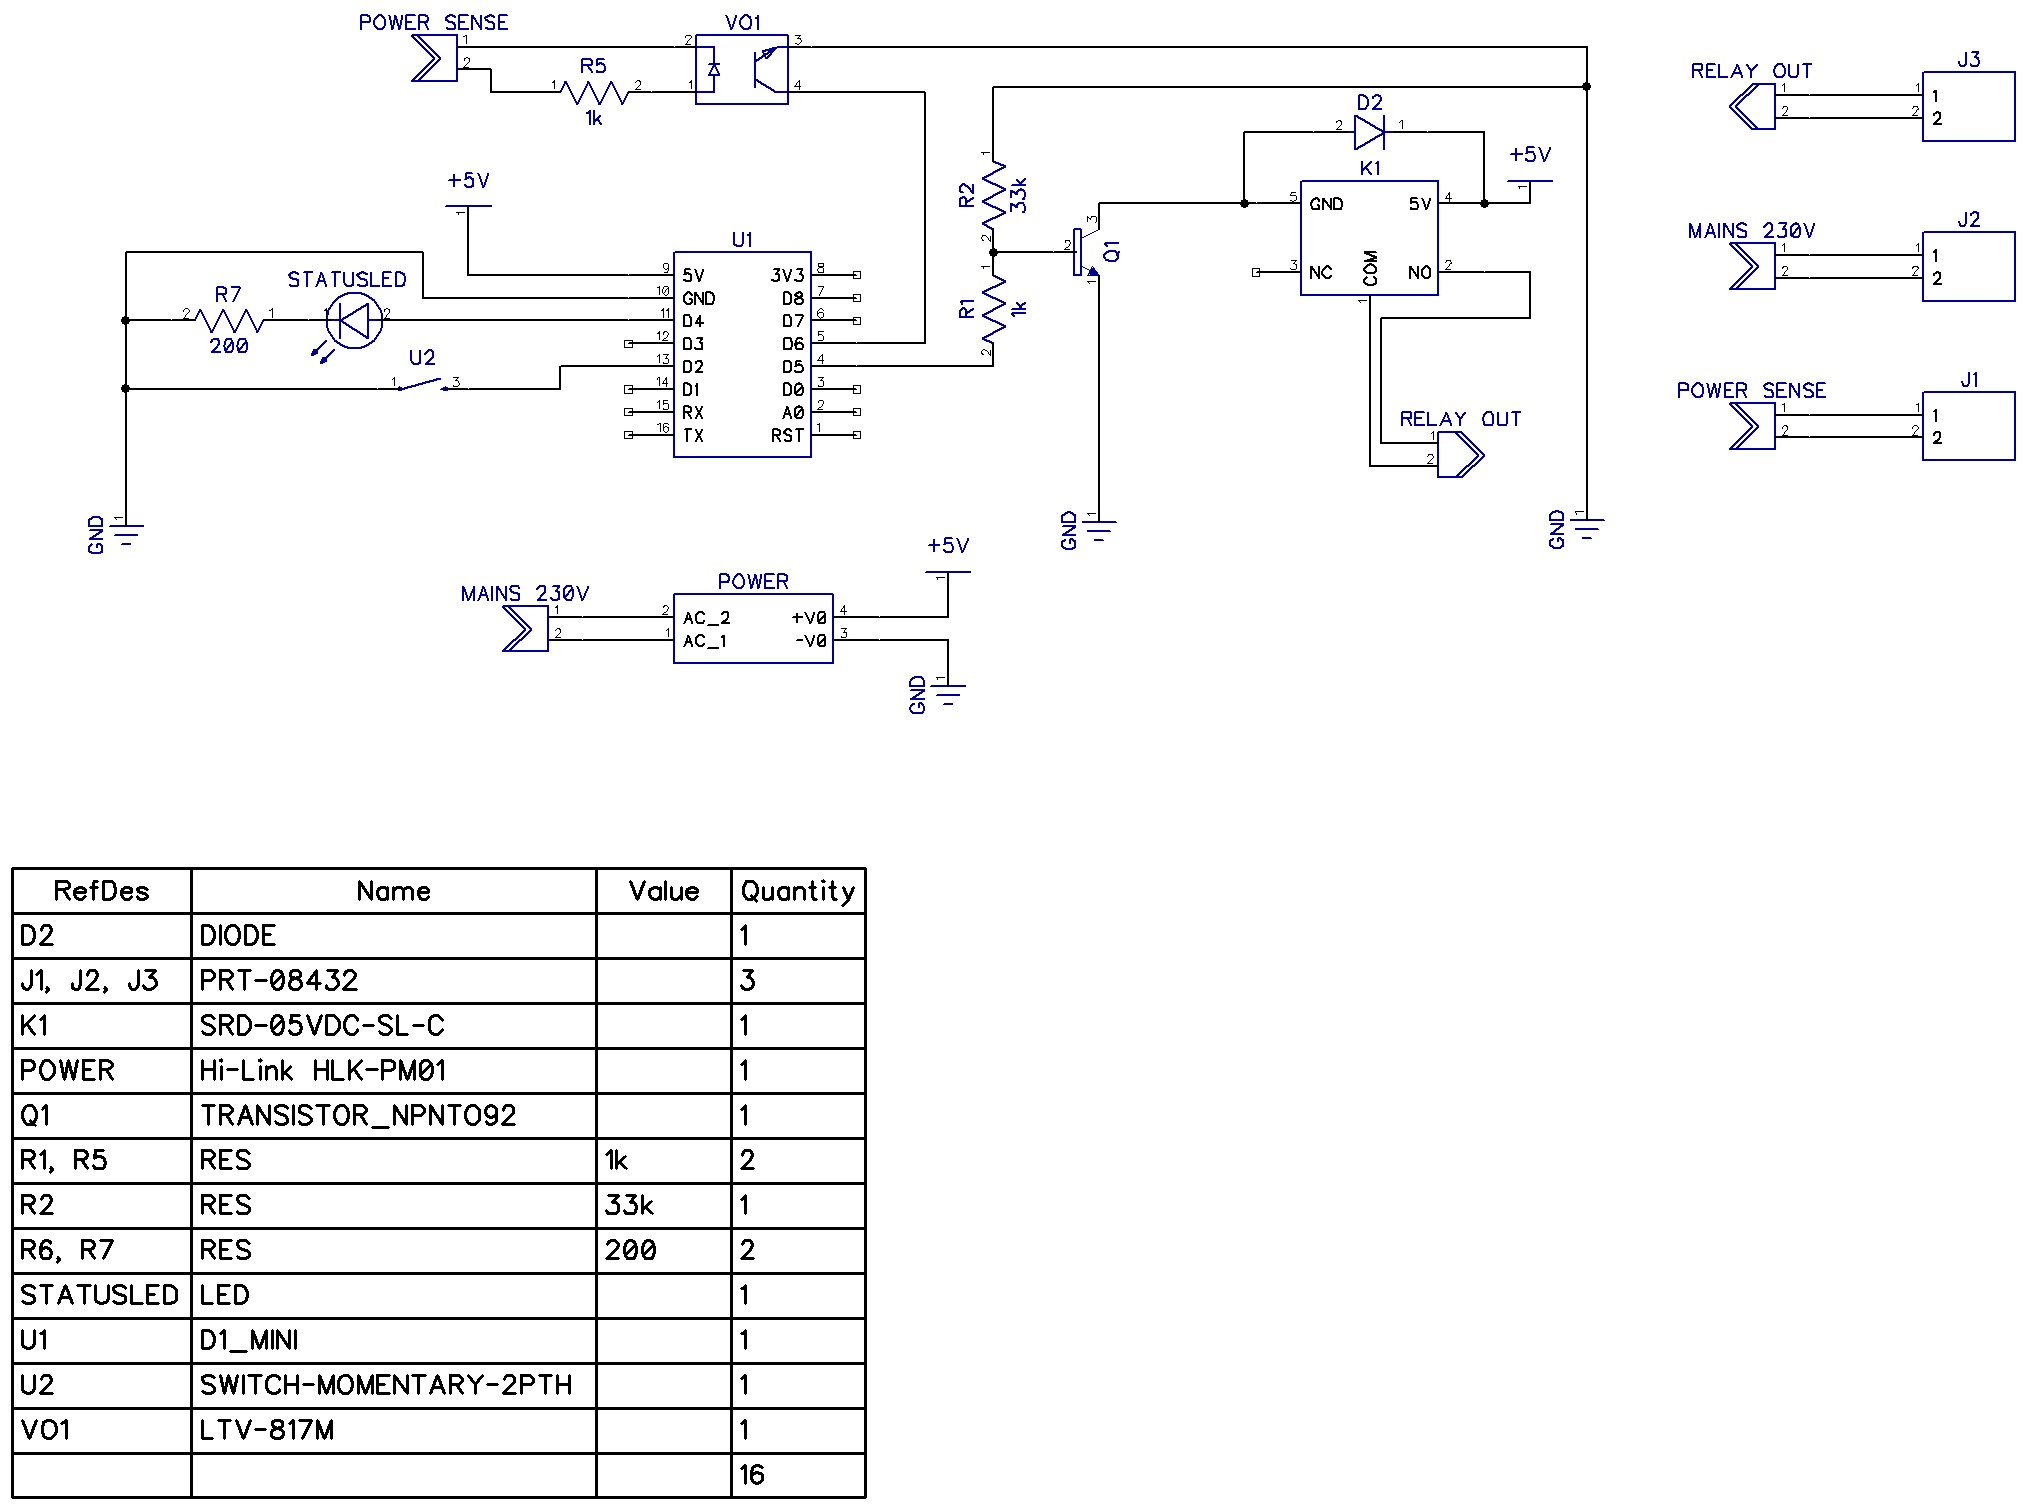 POWER SENSE
1
2
R5
1 2
1k
VO1
2 3
1 4
D2
2 1
K1
+5V
1
5 GND 5V 4
3 NC COM NO 2
1
RELAY OUT
1
2
R2
33k
1
2
R1
1k
1
2
Q1
3
2
1
GND
1
GND
1
+5V
1
U1
9 5V 3V3 8
10 GND D8 7
11 D4 D7 6
12 D3 D6 5
13 D2 D5 4
14 D1 D0 3
15 RX A0 2
16 TX RST 1
STATUSLED
1 2
R7
2 1
200
U2
1 3
GND
1
MAINS 230V
1
2
POWER
2 AC_2 +V0 4
1 AC_1 -V0 3
+5V
1
GND
1
RELAY OUT
J3
1 1 1
2 2 2
MAINS 230V
J2
1 1 1
2 2 2
POWER SENSE
J1
1 1 1
2 2 2
RefDes Name Value Quantity
D2 DIODE 1
J1, J2, J3 PRT-08432 3
K1 SRD-05VDC-SL-C 1
POWER Hi-Link HLK-PM01 1
Q1 TRANSISTOR_NPNTO92 1
R1, R5 RES 1k 2
R2 RES 33k 1
R6, R7 RES 200 2
STATUSLED LED 1
U1 D1_MINI 1
U2 SWITCH-MOMENTARY-2PTH 1
VO1 LTV-817M 1
16